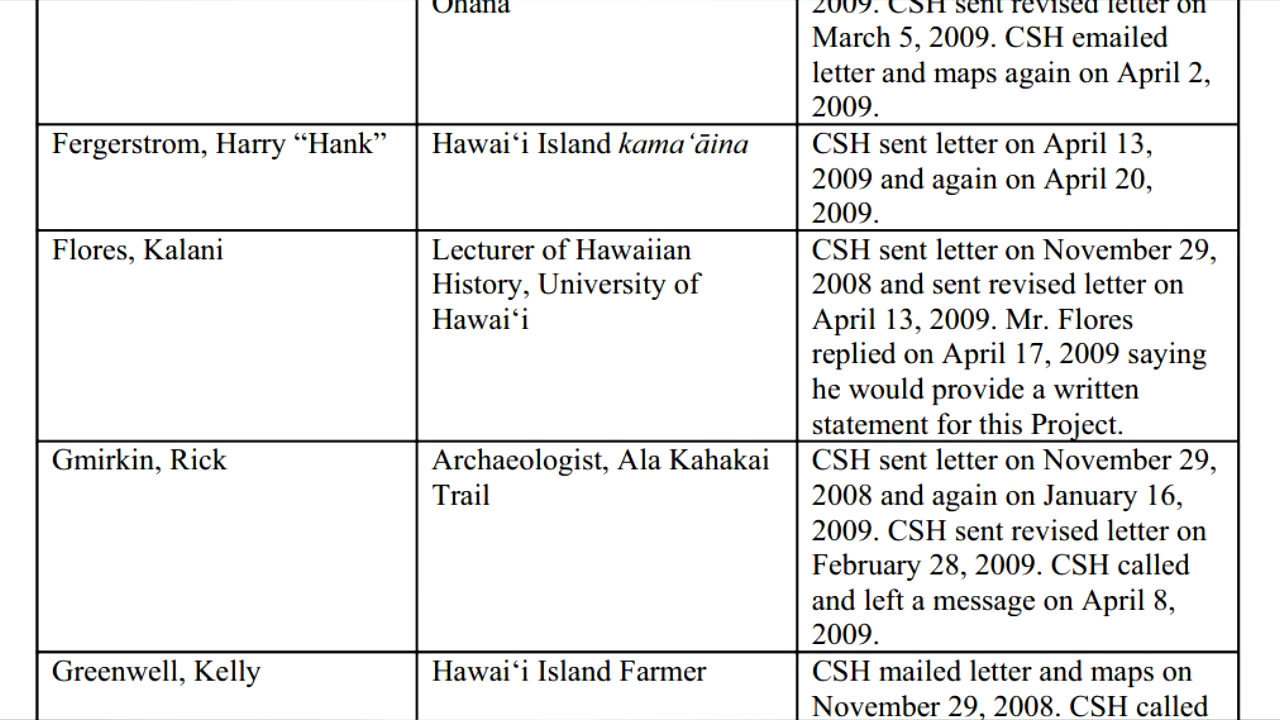 Ohana
2009. CSH sent revised letter on
March 5, 2009. CSH emailed
letter and maps again on April 2,
2009.
Fergerstrom, Harry “Hank”
Hawai‘i Island kama‘āina
CSH sent letter on April 13,
2009 and again on April 20,
2009.
Flores, Kalani
Lecturer of Hawaiian
History, University of
Hawai‘i
CSH sent letter on November 29,
2008 and sent revised letter on
April 13, 2009. Mr. Flores
replied on April 17, 2009 saying
he would provide a written
statement for this Project.
Gmirkin, Rick
Archaeologist, Ala Kahakai
Trail
CSH sent letter on November 29,
2008 and again on January 16,
2009. CSH sent revised letter on
February 28, 2009. CSH called
and left a message on April 8,
2009.
Greenwell, Kelly
Hawai‘i Island Farmer
CSH mailed letter and maps on
November 29, 2008. CSH called